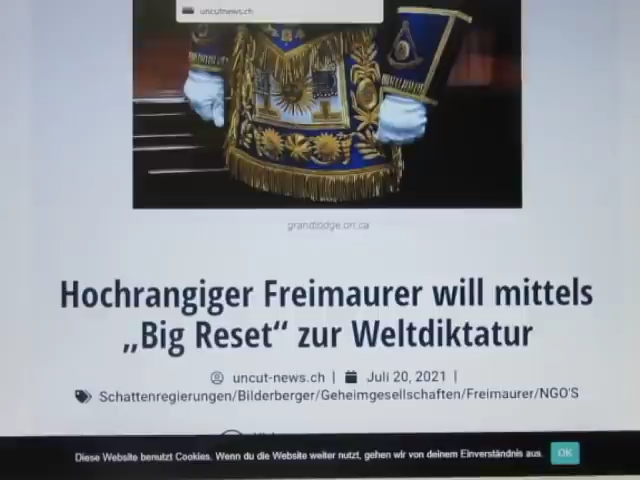 uncutnews.ch
grandlodge.on.ca
Hochrangiger Freimaurer will mittels
„Big Reset“ zur Weltdiktatur
uncut-news.ch | Juli 20, 2021 |
Schattenregierungen/Bilderberger/Geheimgesellschaften/Freimaurer/NGO'S
Diese Website benutzt Cookies. Wenn du die Website weiter nutzt, gehen wir von deinem Einverständnis aus. OK